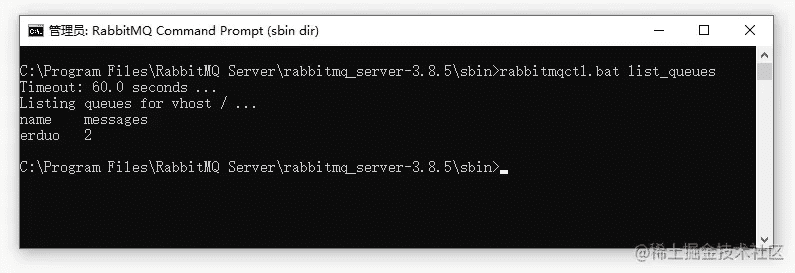 管理员: RabbitMQ Command Prompt (sbin dir)
C:\Program Files\RabbitMQ Server\rabbitmq_server-3.8.5\sbin>rabbitmqctl.bat list_queues
Timeout: 60.0 seconds ...
Listing queues for vhost / ...
name    messages
erduo   2
C:\Program Files\RabbitMQ Server\rabbitmq_server-3.8.5\sbin>
@稀土掘金技术社区